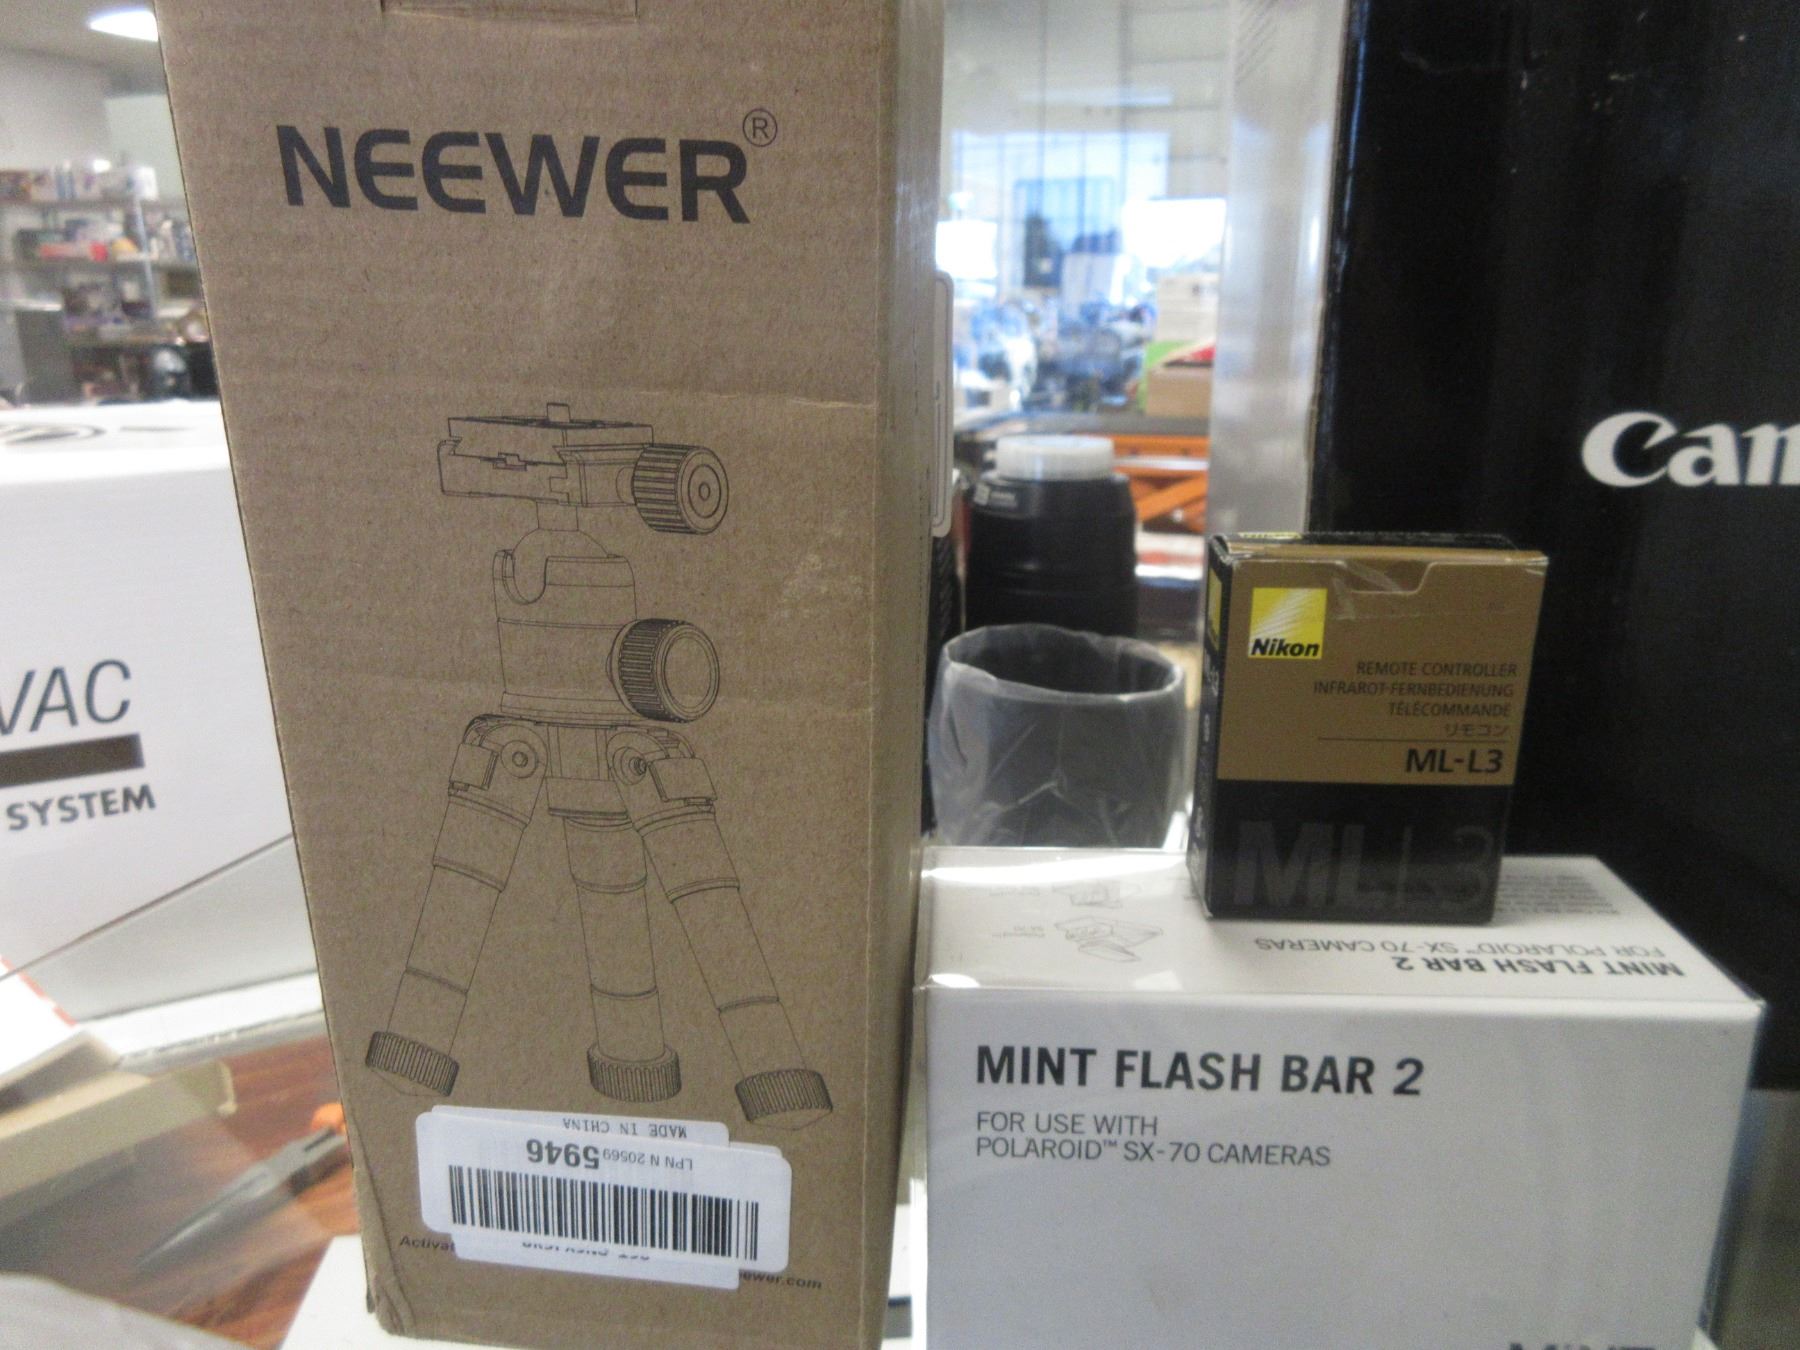 NEEWER®
MADE IN CHINA
LPN N 20569 5946
VAC
SYSTEM
Nikon
REMOTE CONTROLLER
INFRAROT-FERNBEDIENUNG
TÉLÉCOMMANDE
リモコン
ML-L3
ML-L3
Can
MINT FLASH BAR 2
FOR POLAROID™ SX-70 CAMERAS
MINT FLASH BAR 2
FOR USE WITH
POLAROID™ SX-70 CAMERAS